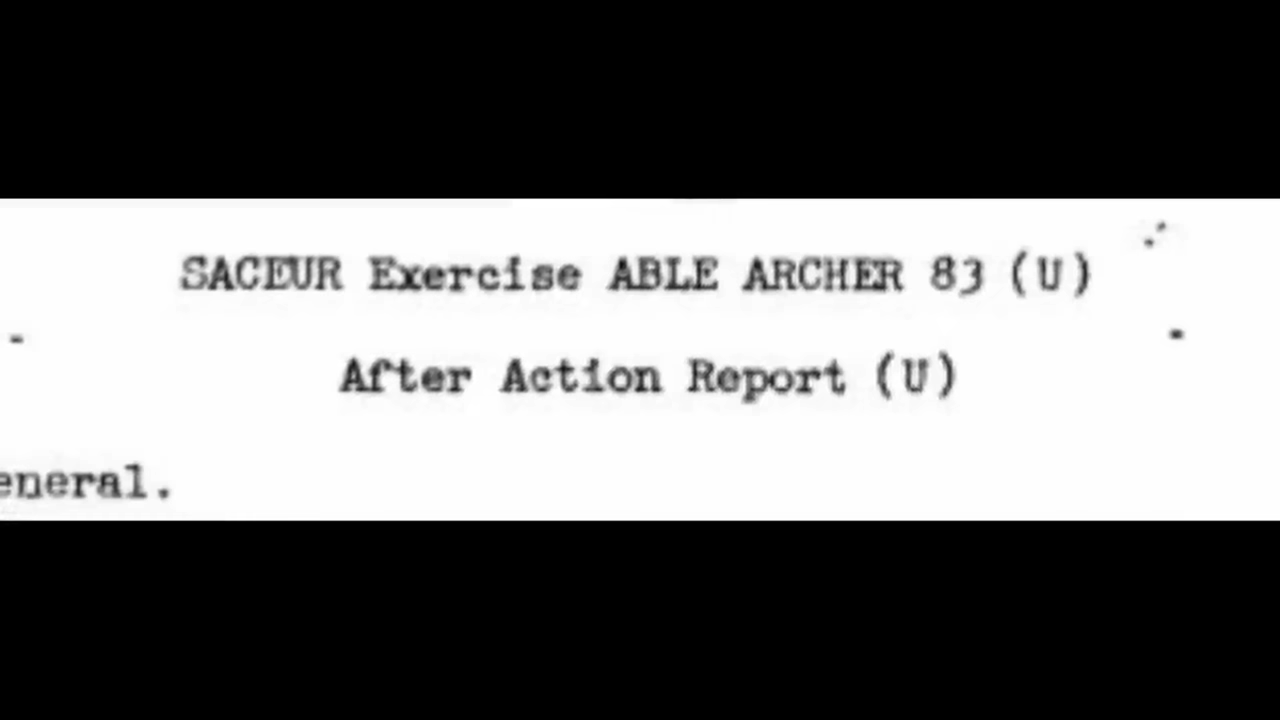 SACEUR Exercise ABLE ARCHER 83 (U)
After Action Report (U)
eneral.